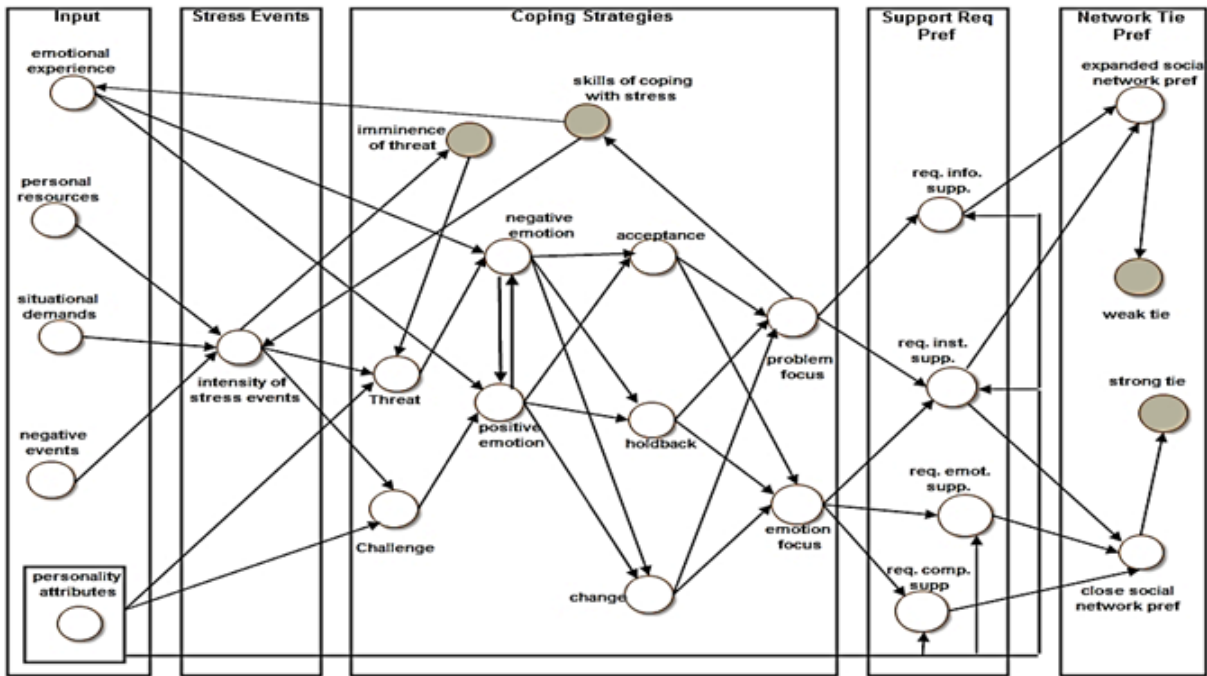 Input
Stress Events
Coping Strategies
Support Req
Pref
Network Tie
Pref
emotional
experience
personal
resources
situational
demands
negative
events
personality
attributes
intensity of
stress events
imminence
of threat
skills of coping
with stress
Threat
Challenge
negative
emotion
positive
emotion
acceptance
holdback
change
problem
focus
emotion
focus
req. info.
supp.
req. inst.
supp.
req. emot.
supp.
req. comp.
supp
expanded social
network pref
weak tie
strong tie
close social
network pref